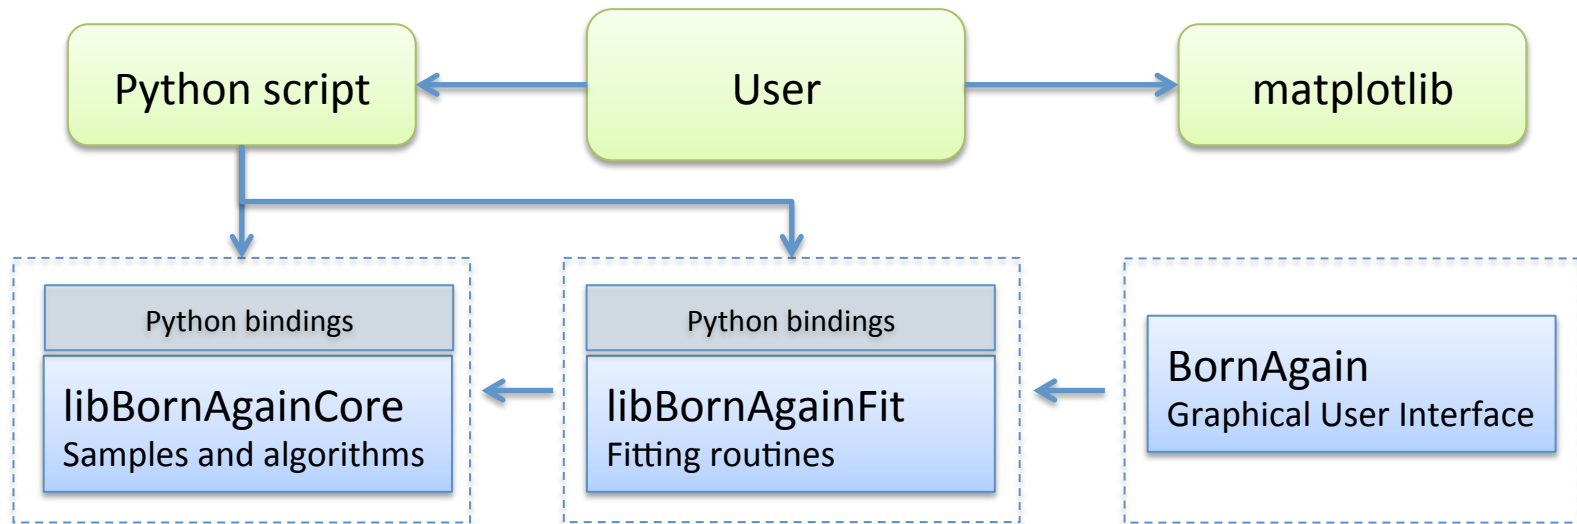 Python script
User
matplotlib
Python bindings
libBornAgainCore
Samples and algorithms
Python bindings
libBornAgainFit
Fitting routines
BornAgain
Graphical User Interface